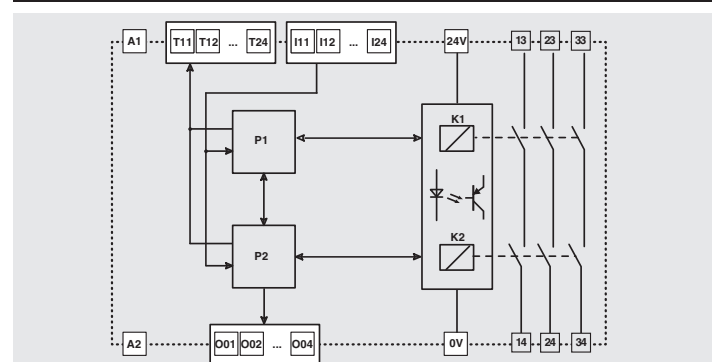 A1 T11 T12 ... T24 I11 I12 ... I24 24V 13 23 33
K1
P1
K2
P2
A2 O01 O02 ... O04 0V 14 24 34